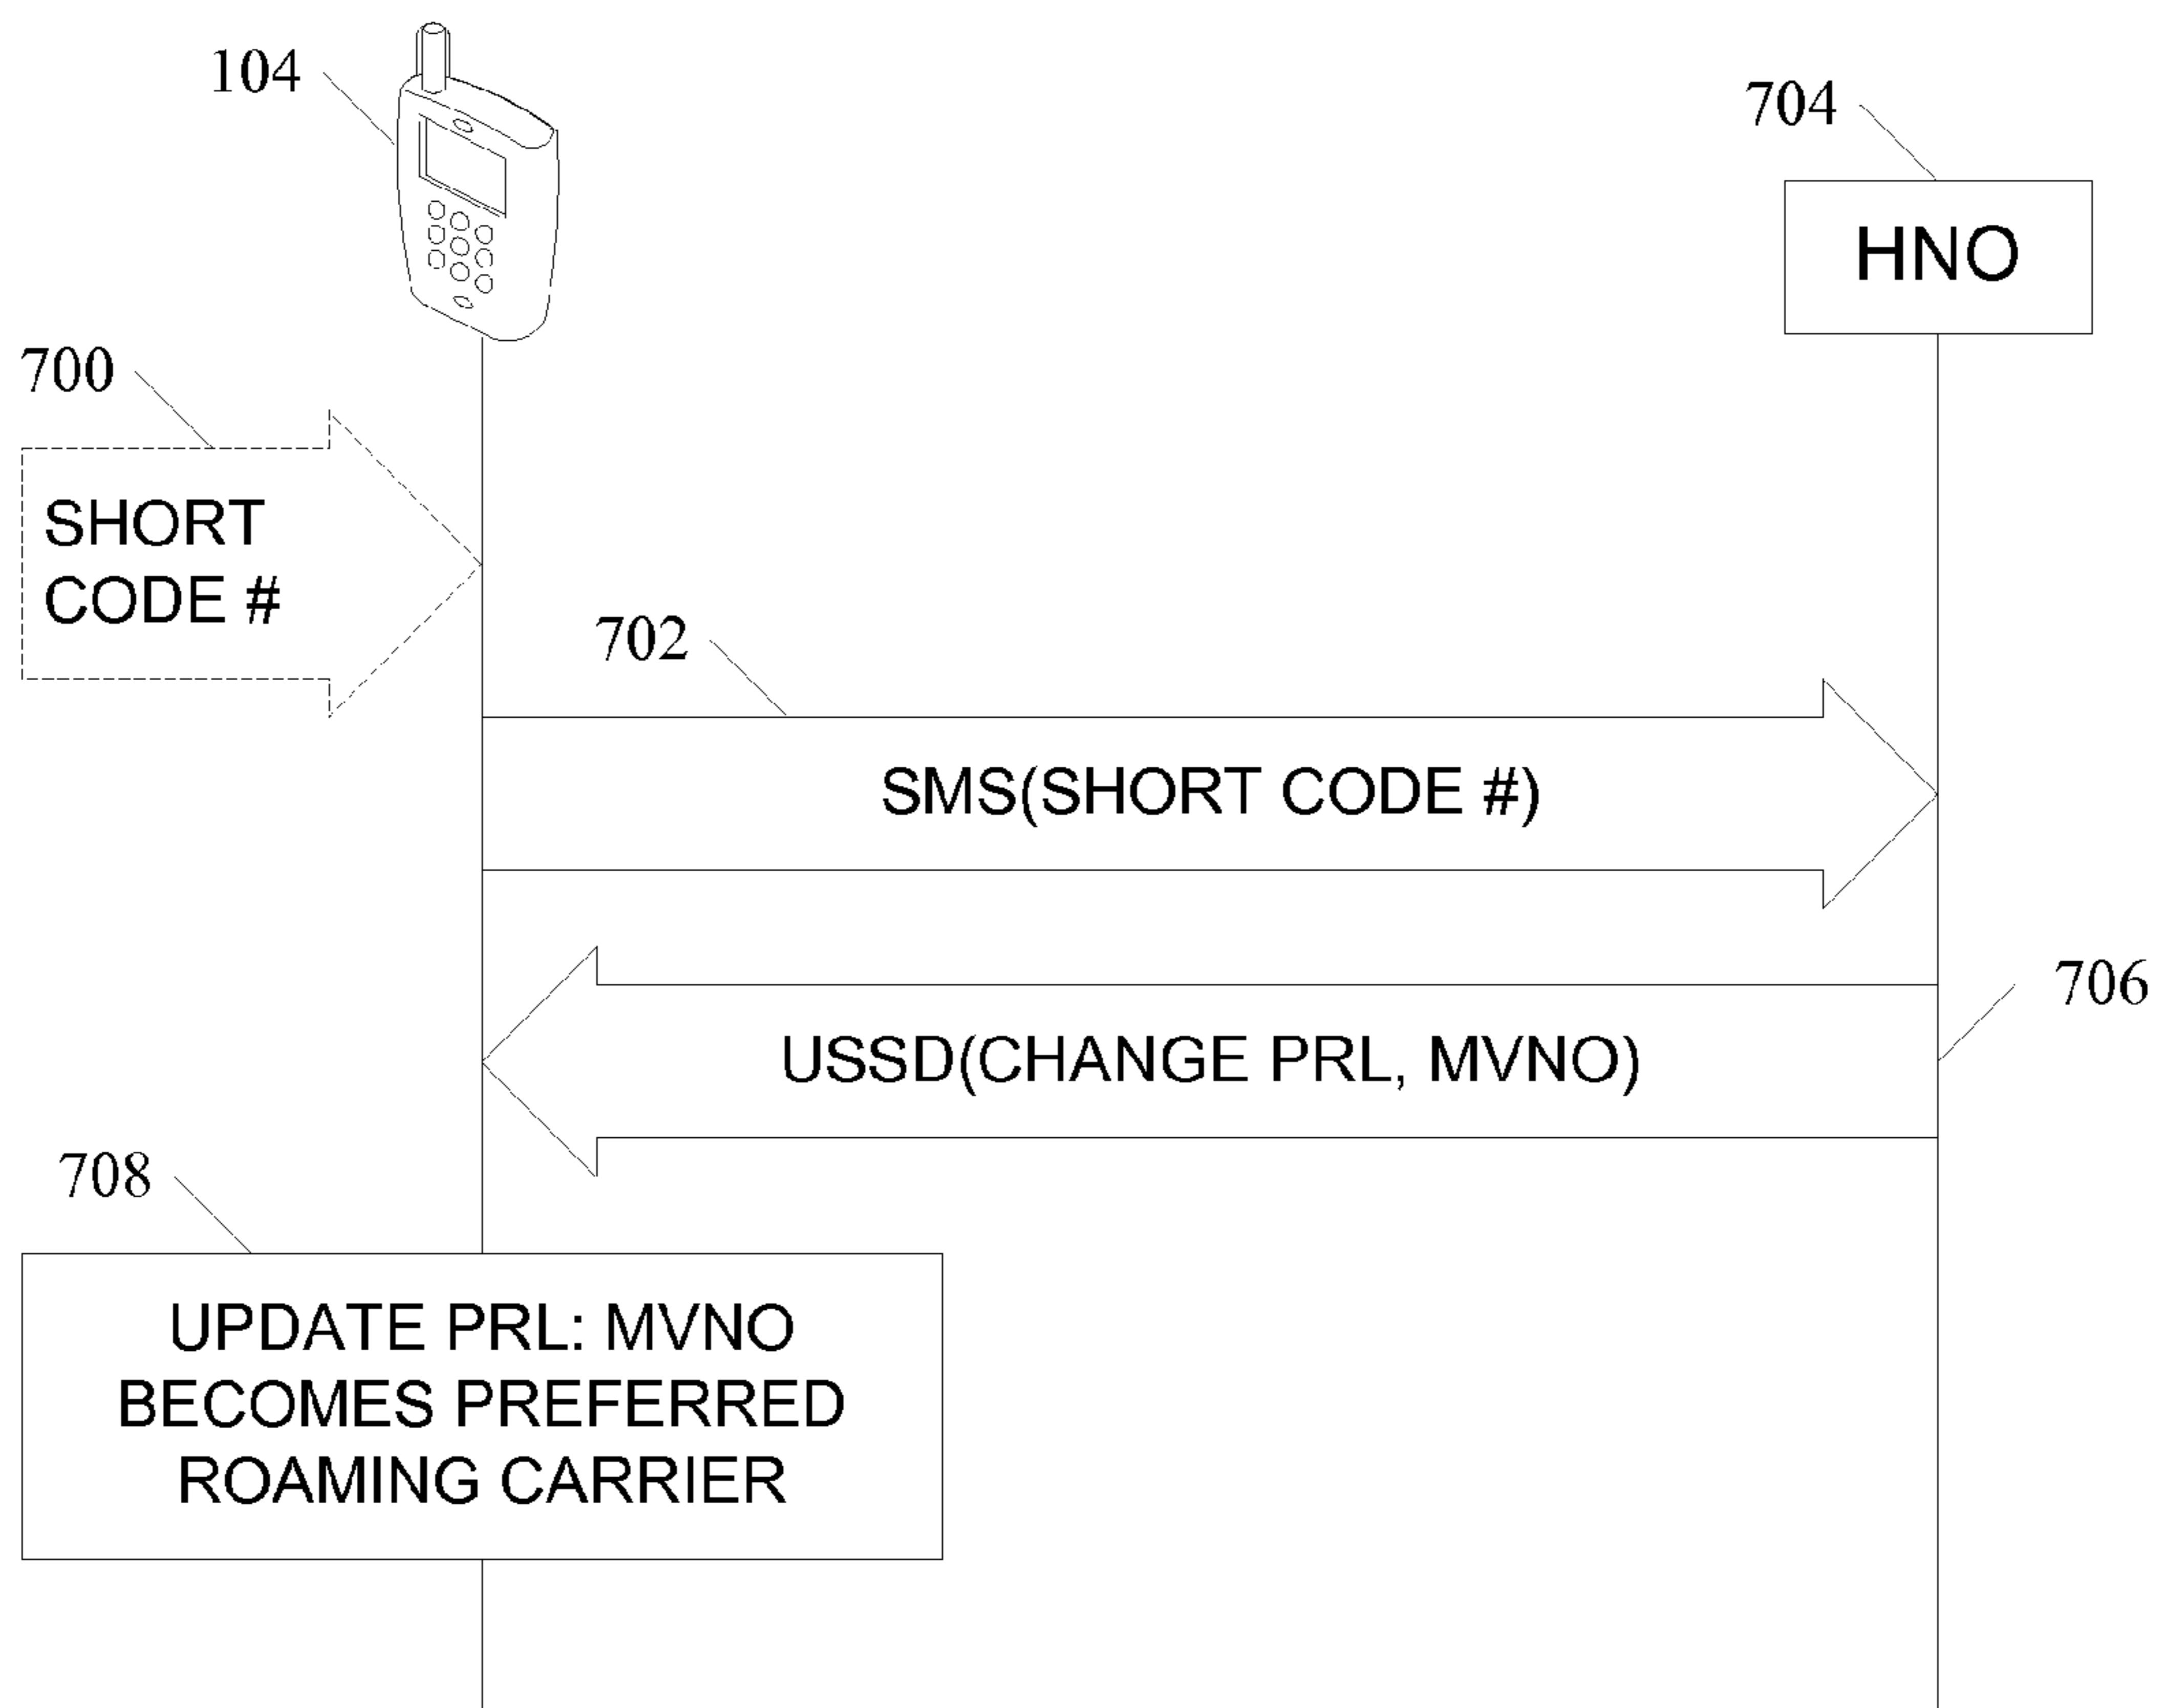 104
704
HNO
700
SHORT
CODE #
702
SMS(SHORT CODE #)
706
USSD(CHANGE PRL, MVNO)
708
UPDATE PRL: MVNO
BECOMES PREFERRED
ROAMING CARRIER